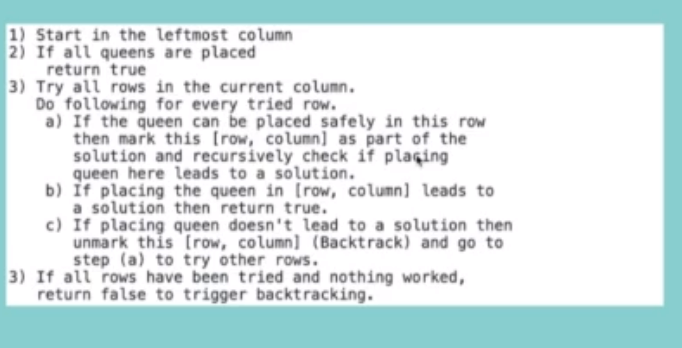 1) Start in the leftmost column
2) If all queens are placed
return true
3) Try all rows in the current column.
Do following for every tried row.
a) If the queen can be placed safely in this row
then mark this [row, column] as part of the
solution and recursively check if placing
queen here leads to a solution.
b) If placing the queen in [row, column] leads to
a solution then return true.
c) If placing queen doesn't lead to a solution then
unmark this [row, column] (Backtrack) and go to
step (a) to try other rows.
3) If all rows have been tried and nothing worked,
return false to trigger backtracking.